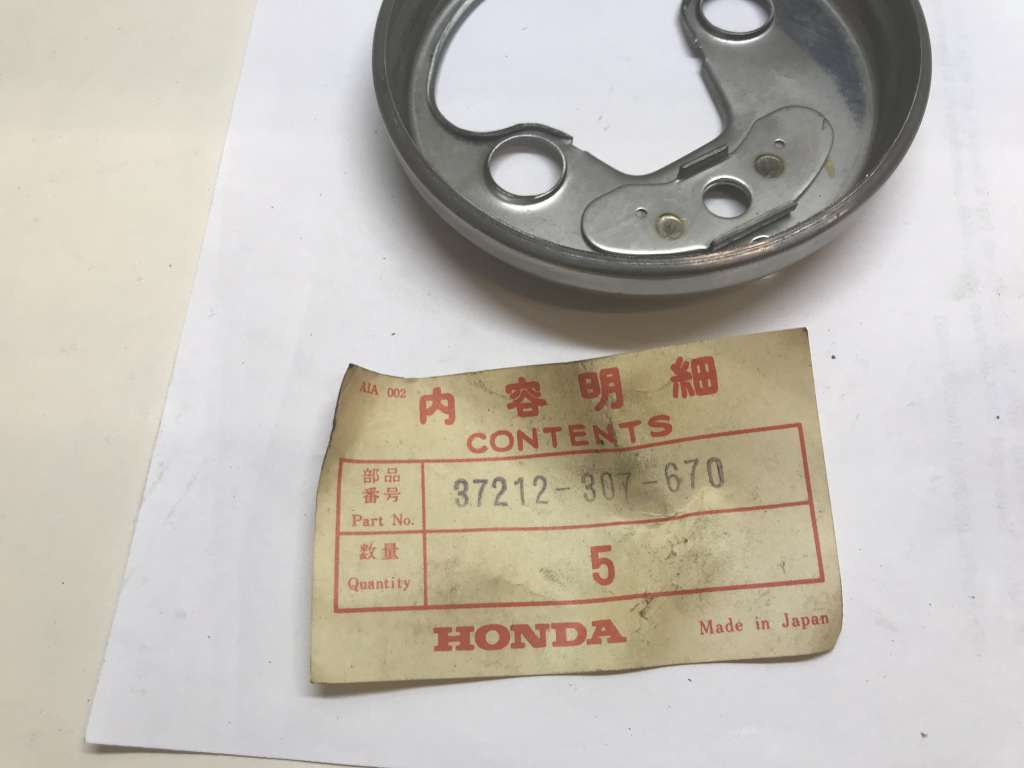 A1A 002
内容明細
CONTENTS
部品
番号
Part No.
37212-307-670
数量
Quantity
5
HONDA
Made in Japan